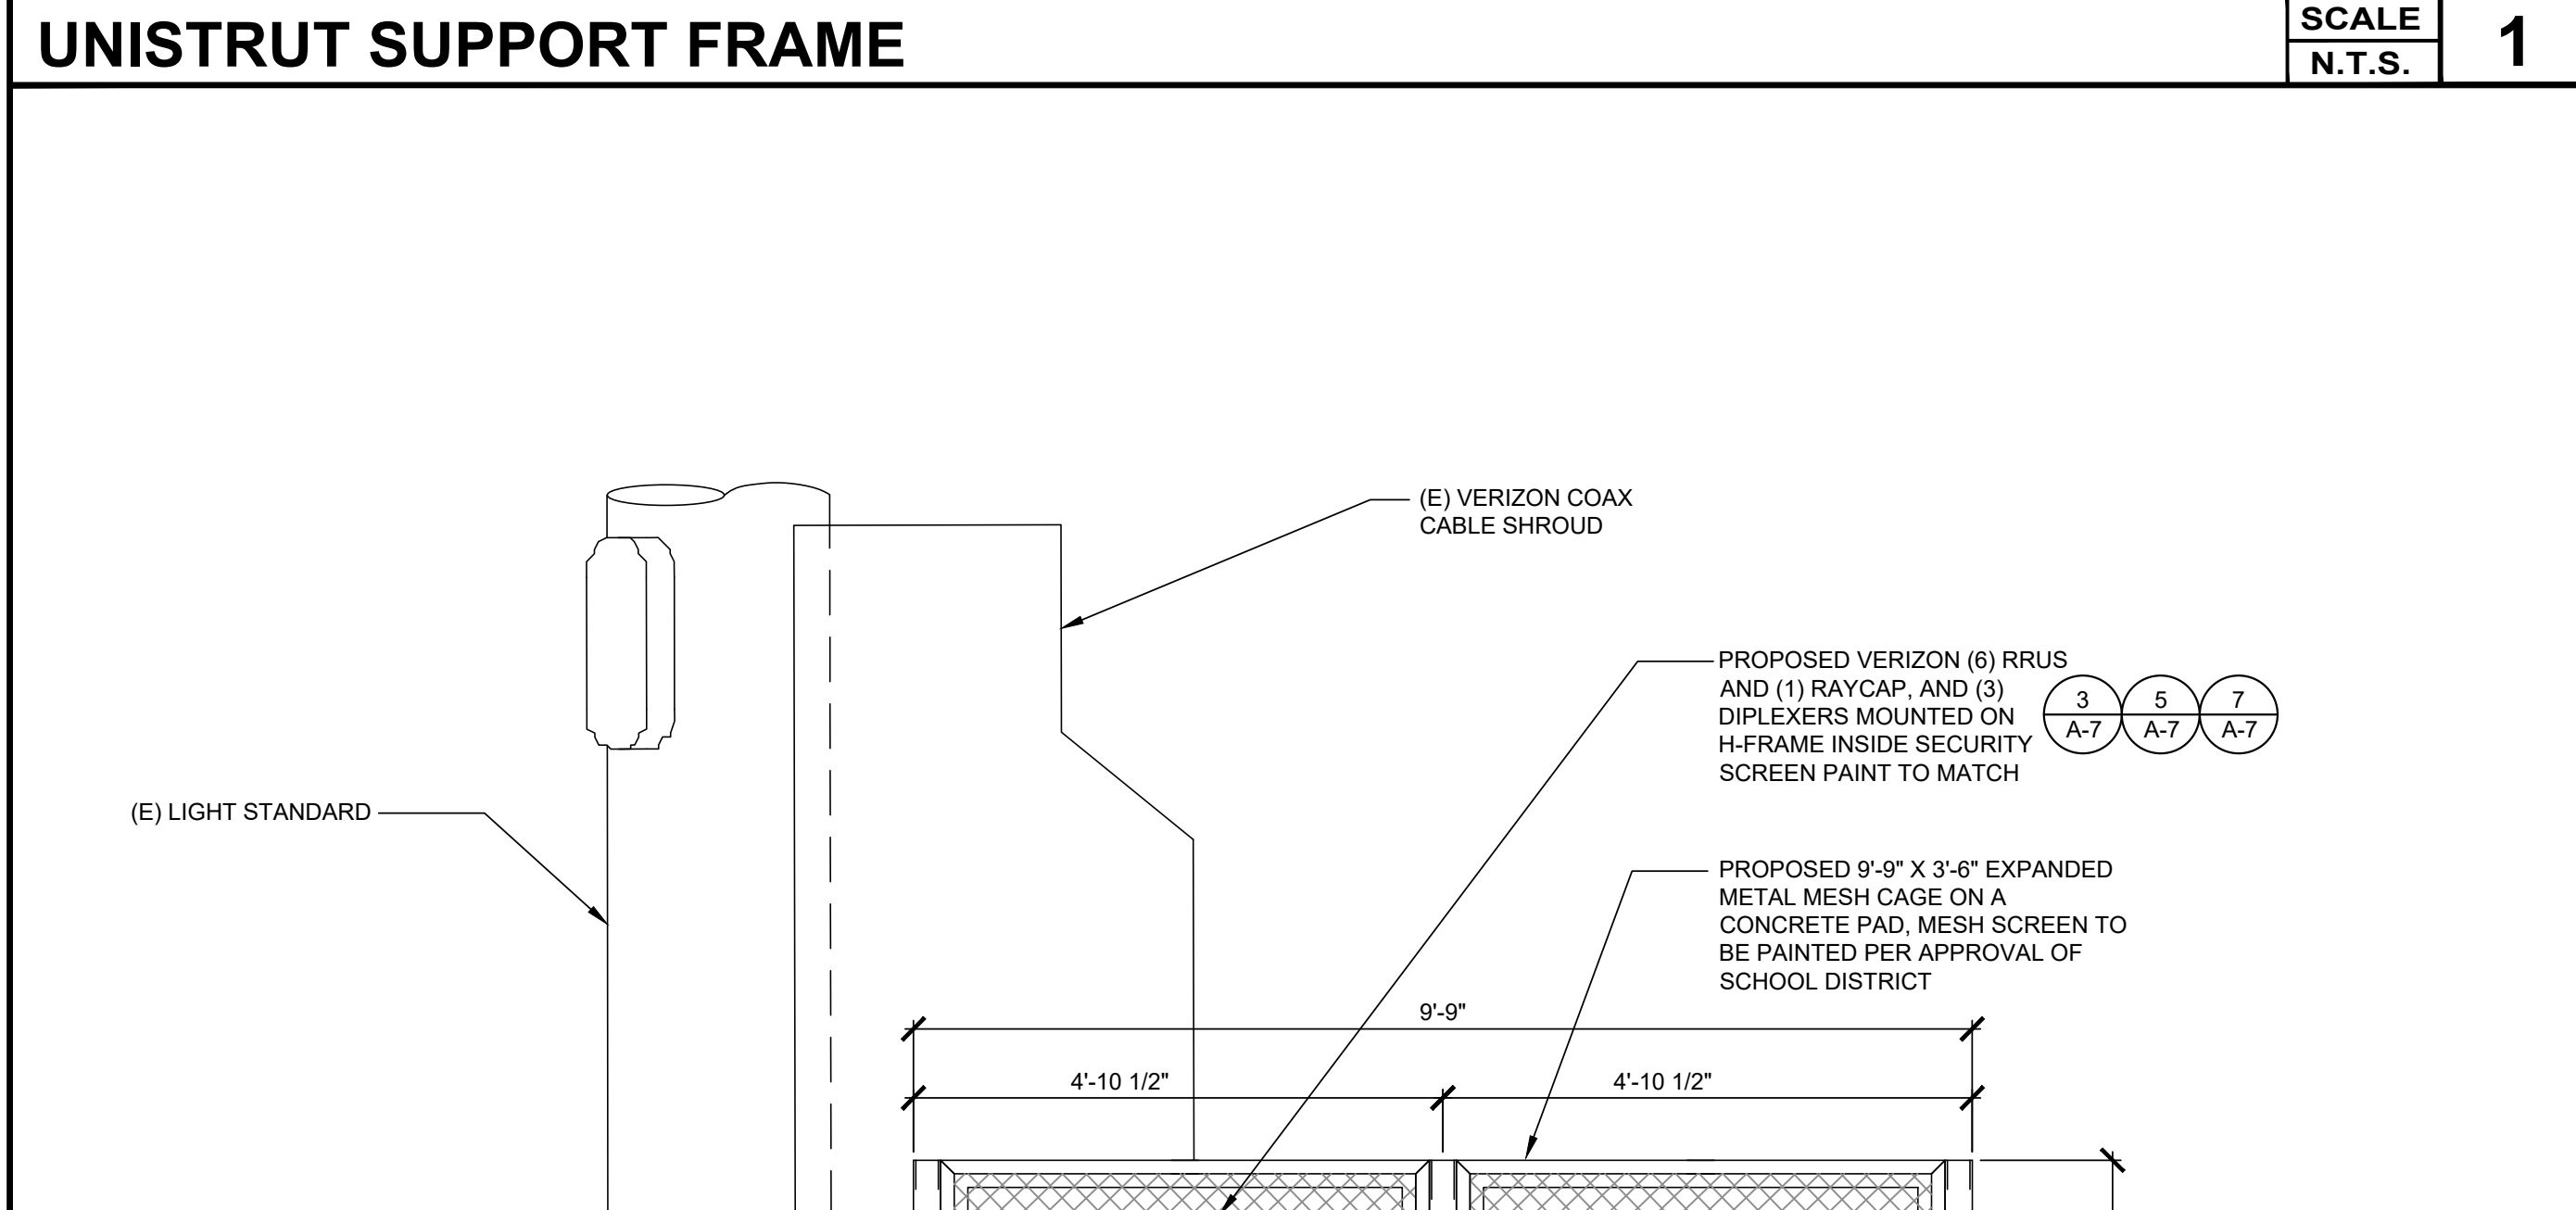 UNISTRUT SUPPORT FRAME
SCALE
N.T.S.
1
(E) VERIZON COAX
CABLE SHROUD
PROPOSED VERIZON (6) RRUS
AND (1) RAYCAP, AND (3)
DIPLEXERS MOUNTED ON
H-FRAME INSIDE SECURITY
SCREEN PAINT TO MATCH
3
A-7
5
A-7
7
A-7
(E) LIGHT STANDARD
PROPOSED 9'-9" X 3'-6" EXPANDED
METAL MESH CAGE ON A
CONCRETE PAD, MESH SCREEN TO
BE PAINTED PER APPROVAL OF
SCHOOL DISTRICT
9'-9"
4'-10 1/2"
4'-10 1/2"